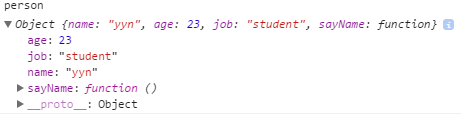 person
▼Object {name: "yyn", age: 23, job: "student", sayName: function} i
age: 23
job: "student"
name: "yyn"
▶sayName: function ()
▶__proto__: Object